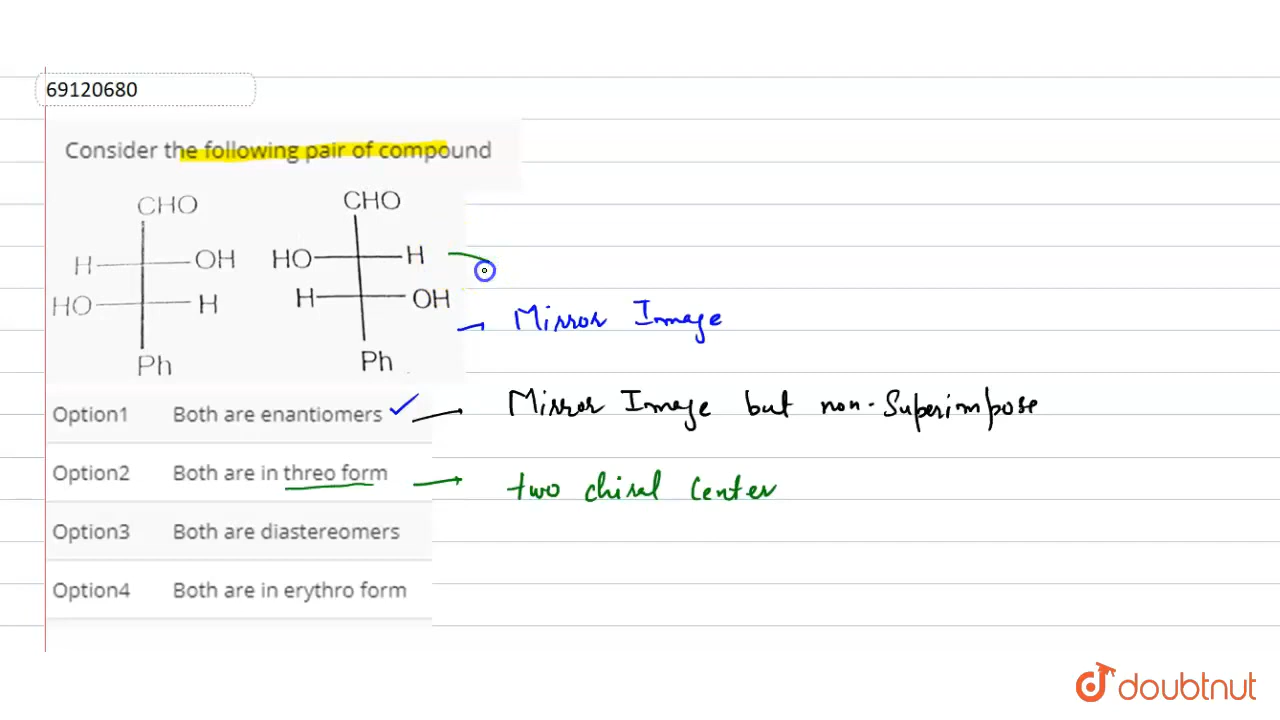 69120680
Consider the following pair of compound
CHO CHO
H OH HO H
HO H H OH
Ph Ph
Mirror Image
Option1 Both are enantiomers Mirror Image but non-Superimpose
Option2 Both are in threo form two chiral Center
Option3 Both are diastereomers
Option4 Both are in erythro form
doubtnut